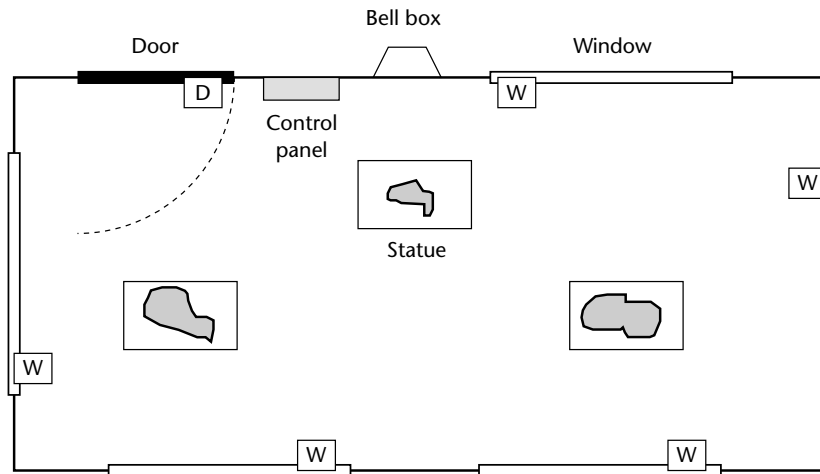 Bell box
Door
Window
D
W
Control
panel
W
Statue
W
W
W